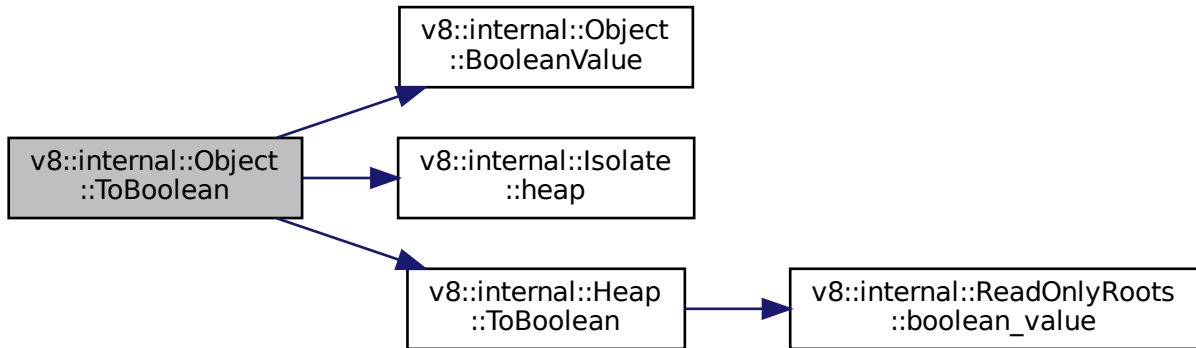 v8::internal::Object
::BooleanValue
v8::internal::Object
::ToBoolean
v8::internal::Isolate
::heap
v8::internal::Heap
::ToBoolean
v8::internal::ReadOnlyRoots
::boolean_value